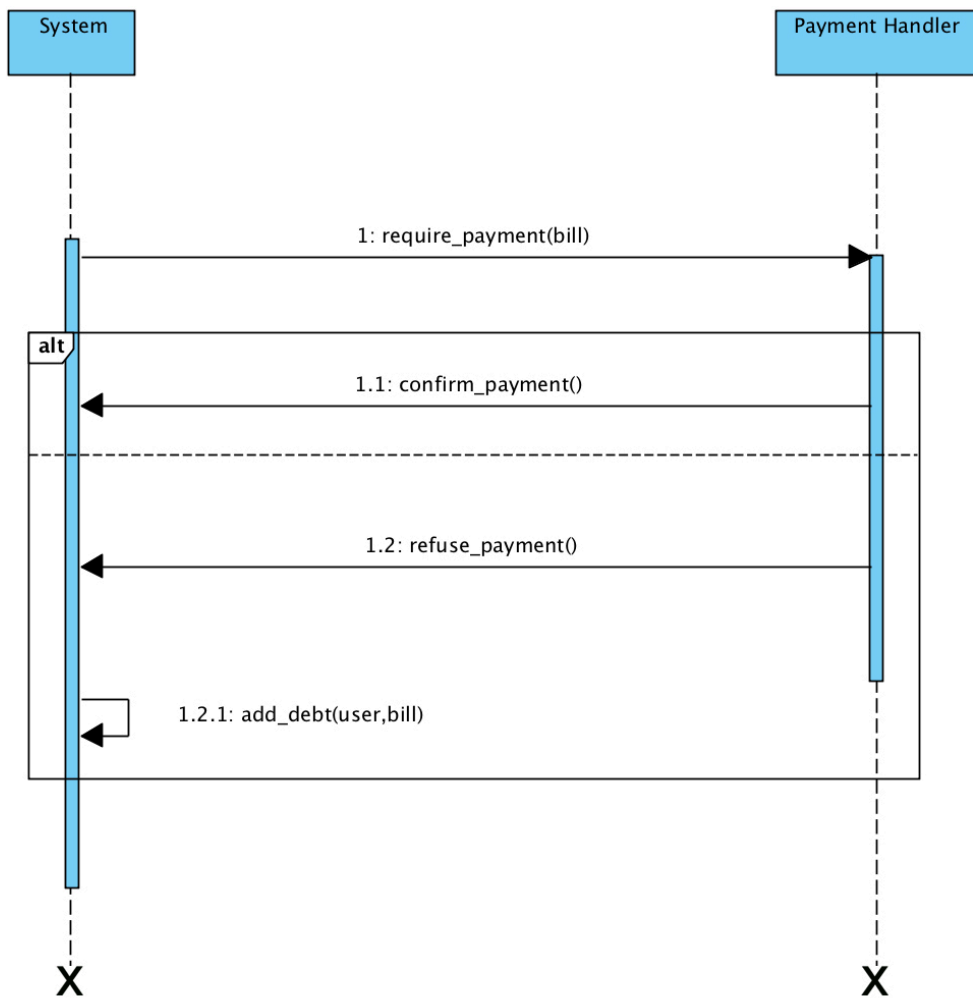 System
Payment Handler
1: require_payment(bill)
alt
1.1: confirm_payment()
1.2: refuse_payment()
1.2.1: add_debt(user,bill)
X
X